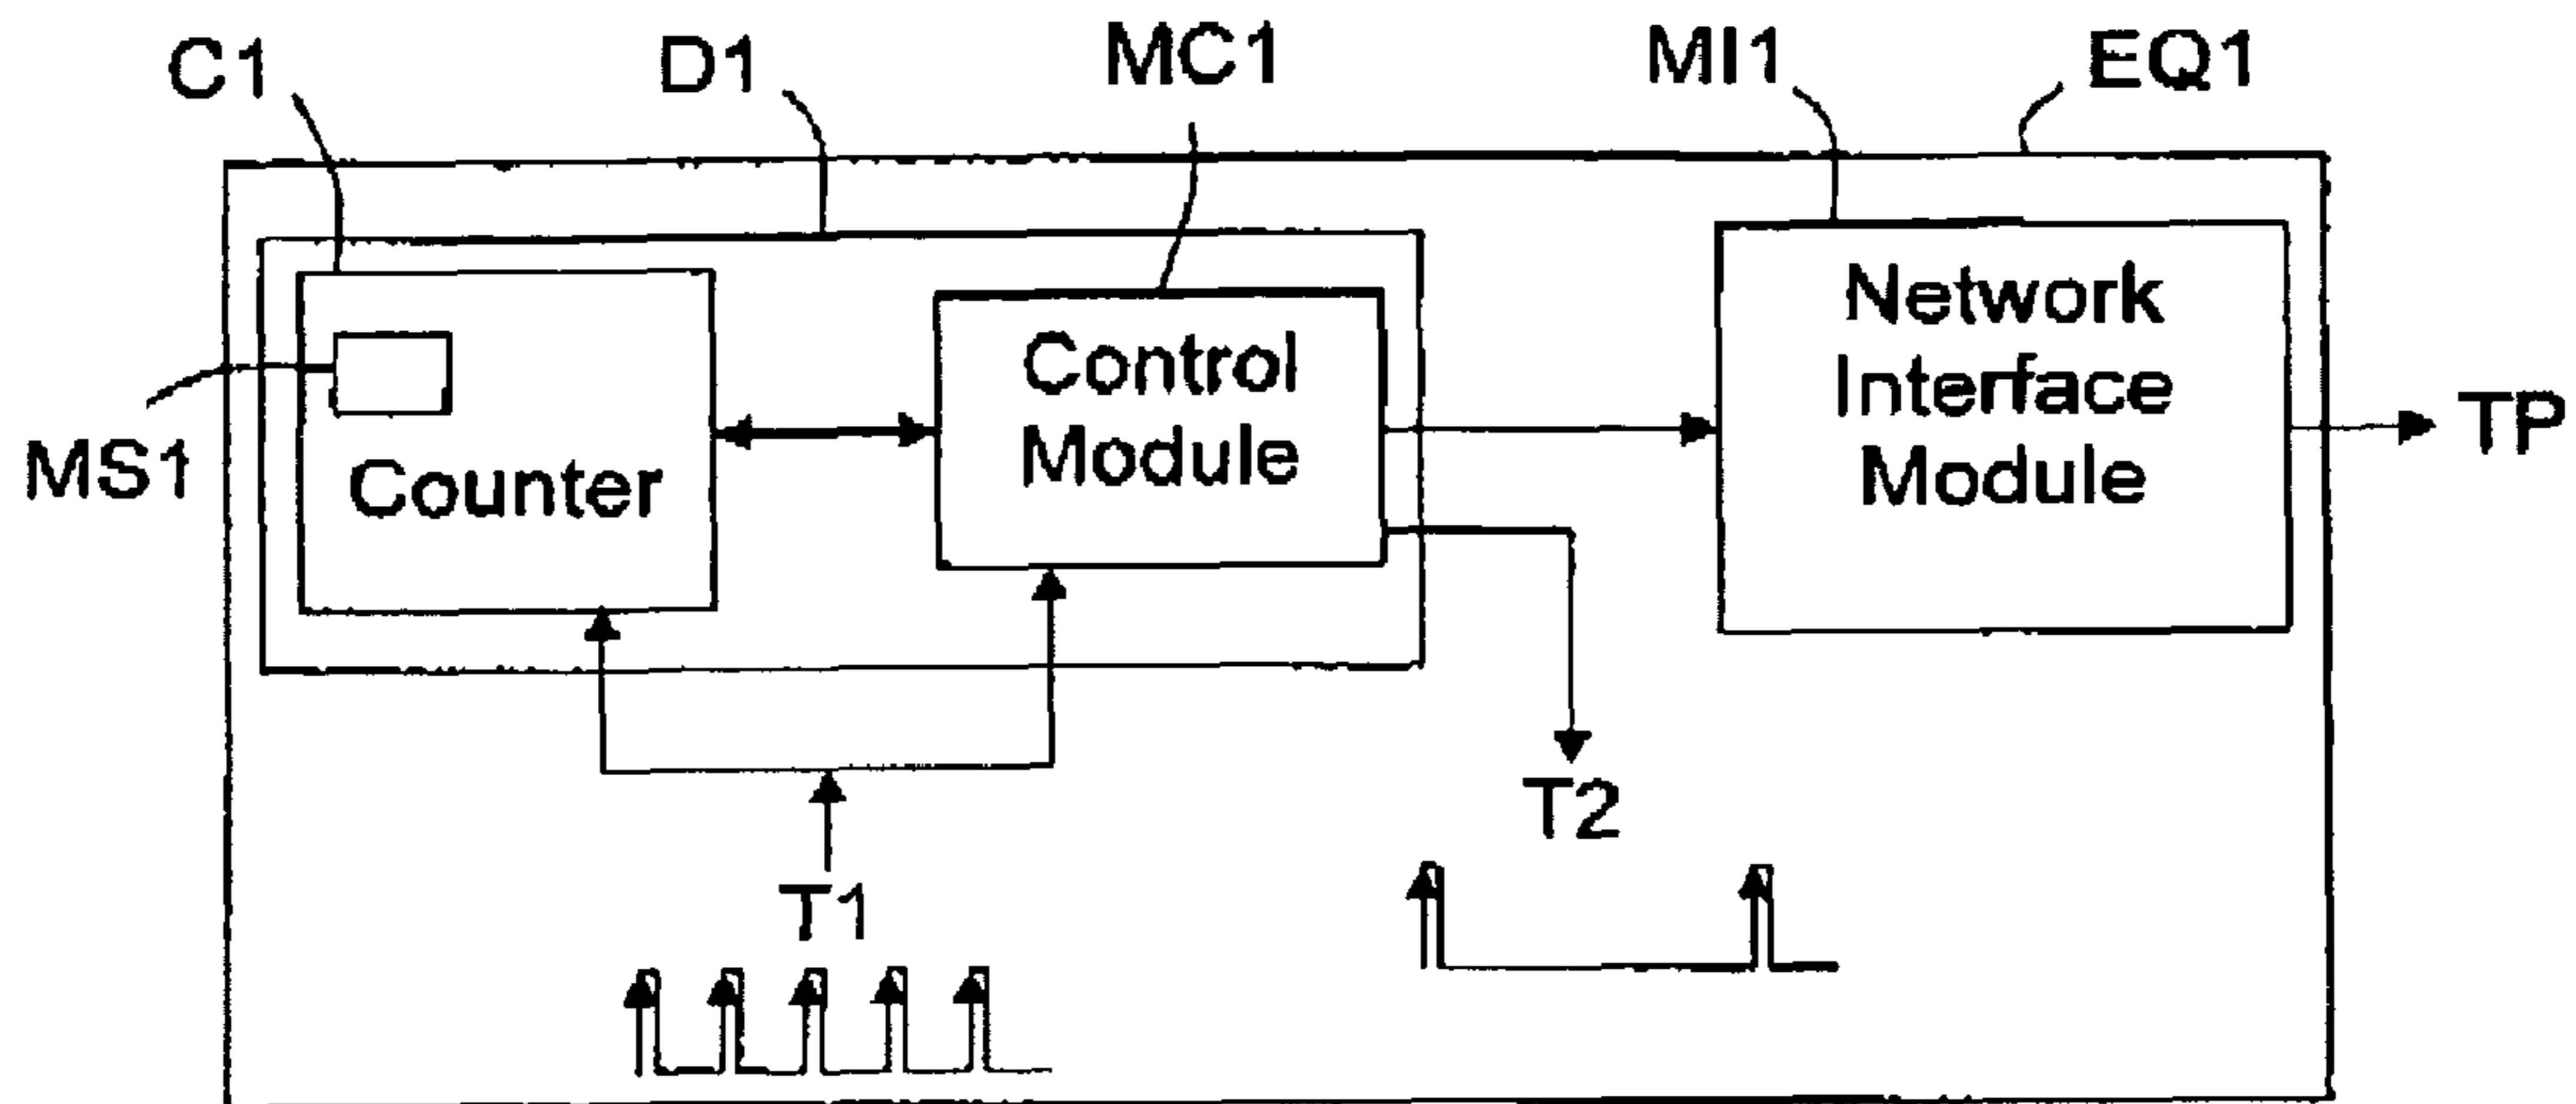 C1
D1
MC1
MI1
EQ1
MS1
Counter
Control
Module
Network
Interface
Module
TP
T1
T2